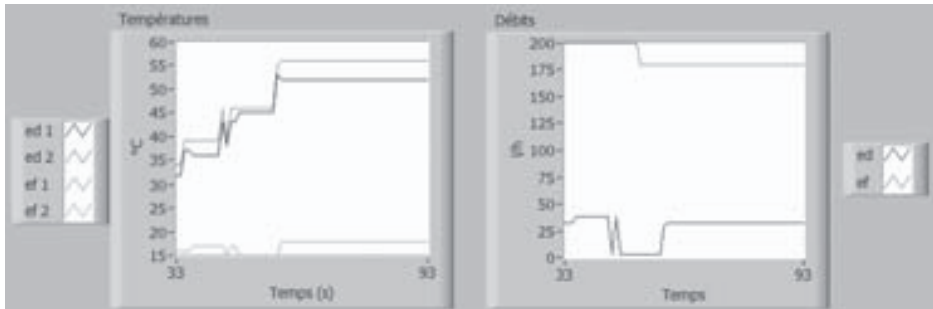 Températures
60
55
50
45
40
35
30
25
20
15
°C
33
93
Temps (s)
ed 1
ed 2
ef 1
ef 2
Débits
200
175
150
125
100
75
50
25
0
l/h
33
93
Temps
ed
ef